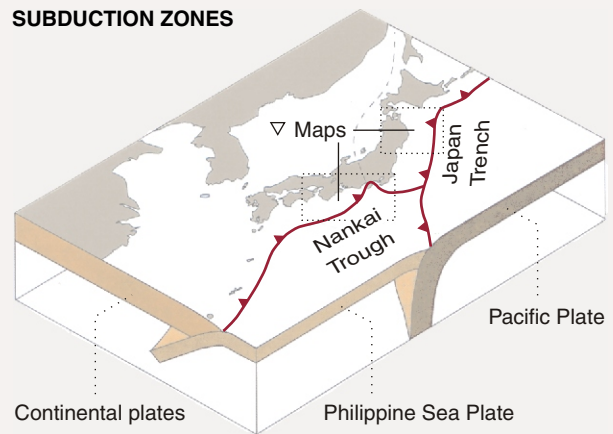 SUBDUCTION ZONES
▽ Maps
Japan
Trench
Nankai
Trough
Pacific Plate
Continental plates
Philippine Sea Plate